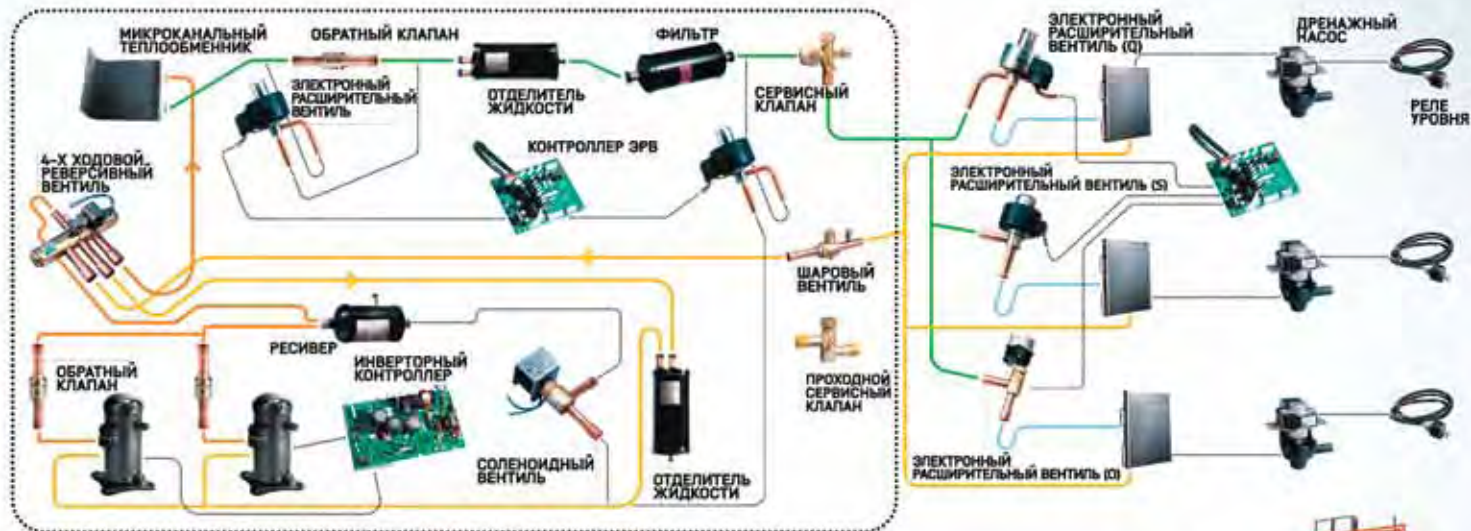 МИКРОКАНАЛЬНЫЙ
ТЕПЛООБМЕННИК
ОБРАТНЫЙ КЛАПАН
ФИЛЬТР
ЭЛЕКТРОННЫЙ
РАСШИРИТЕЛЬНЫЙ
ВЕНТИЛЬ (Q)
ДРЕНАЖНЫЙ
НАСОС
ЭЛЕКТРОННЫЙ
РАСШИРИТЕЛЬНЫЙ
ВЕНТИЛЬ
ОТДЕЛИТЕЛЬ
ЖИДКОСТИ
СЕРВИСНЫЙ
КЛАПАН
РЕЛЕ
УРОВНЯ
4-Х ХОДОВОЙ
РЕВЕРСИВНЫЙ
ВЕНТИЛЬ
КОНТРОЛЛЕР ЭРВ
ЭЛЕКТРОННЫЙ
РАСШИРИТЕЛЬНЫЙ ВЕНТИЛЬ (S)
ШАРОВЫЙ
ВЕНТИЛЬ
РЕСИВЕР
ОБРАТНЫЙ
КЛАПАН
ИНВЕРТОРНЫЙ
КОНТРОЛЛЕР
ПРОХОДНОЙ
СЕРВИСНЫЙ
КЛАПАН
СОЛЕНОИДНЫЙ
ВЕНТИЛЬ
ОТДЕЛИТЕЛЬ
ЖИДКОСТИ
ЭЛЕКТРОННЫЙ
РАСШИРИТЕЛЬНЫЙ ВЕНТИЛЬ (O)